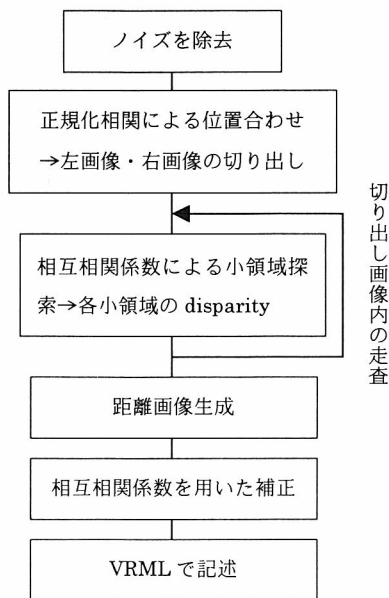 ノイズを除去
正規化相関による位置合わせ
→左画像・右画像の切り出し
相互相関係数による小領域探
索→各小領域の disparity
切り出し画像内の走査
距離画像生成
相互相関係数を用いた補正
VRML で記述